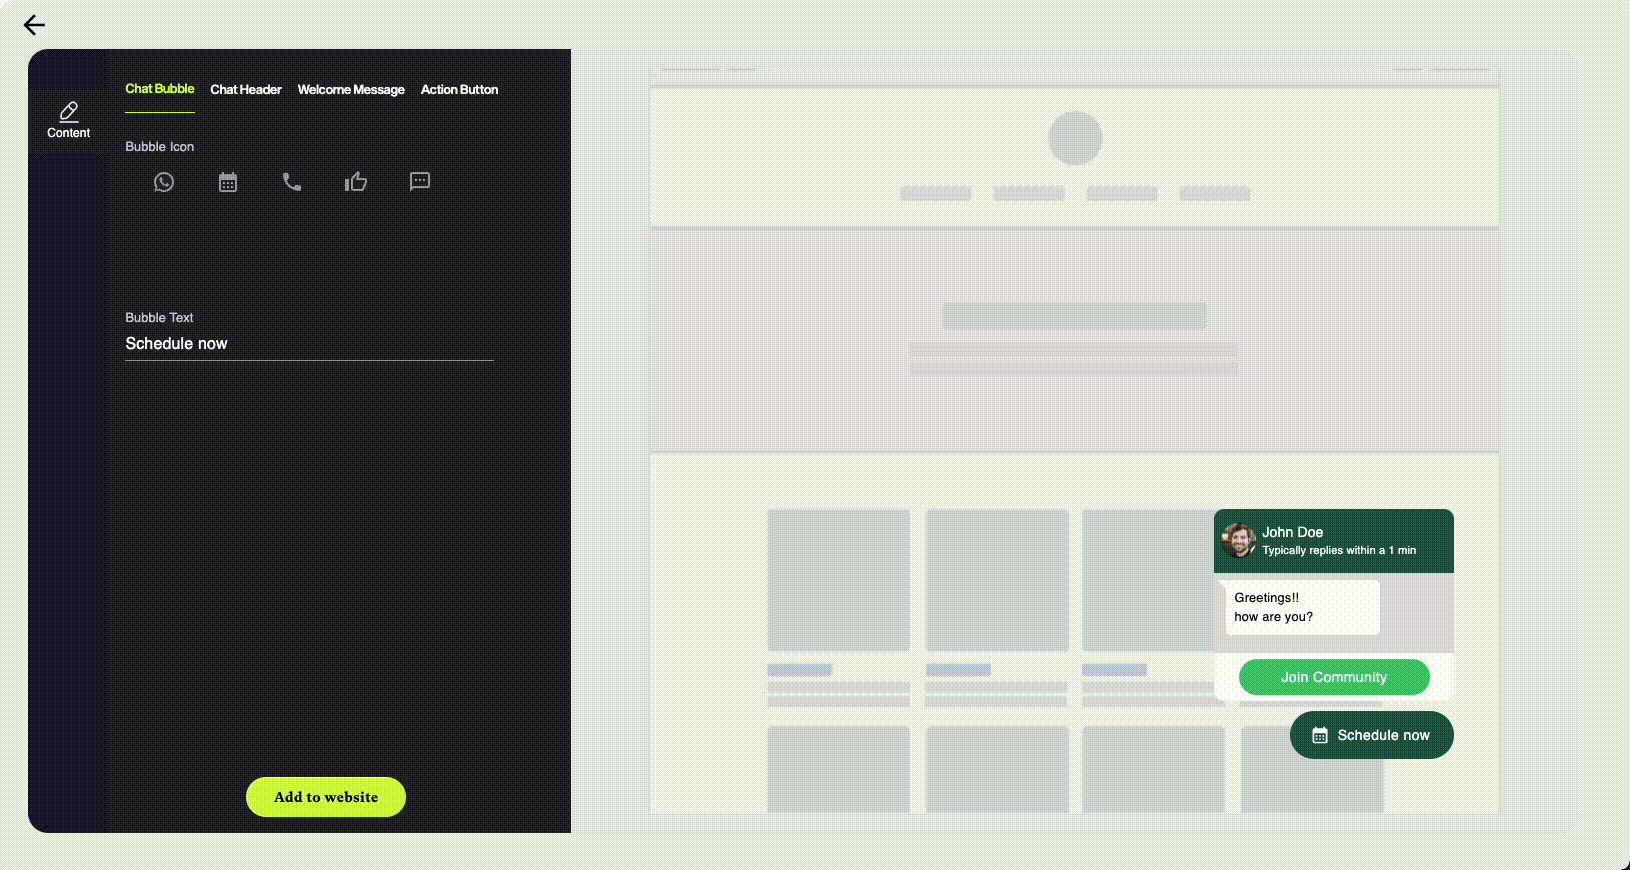 Content
Chat Bubble
Chat Header
Welcome Message
Action Button
Bubble Icon
Bubble Text
Schedule now
Add to website
John Doe
Typically replies within a 1 min
Greetings!!
how are you?
Join Community
Schedule now